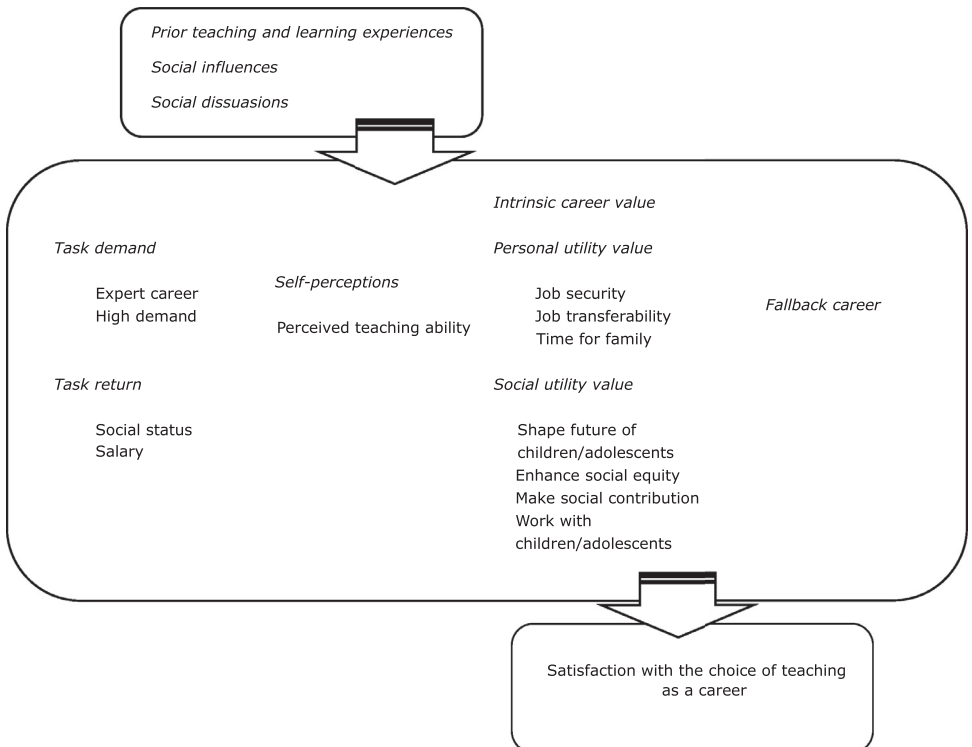 Prior teaching and learning experiences
Social influences
Social dissuasions
Task demand
Expert career
High demand
Task return
Social status
Salary
Self-perceptions
Perceived teaching ability
Intrinsic career value
Personal utility value
Job security
Job transferability
Time for family
Social utility value
Shape future of
children/adolescents
Enhance social equity
Make social contribution
Work with
children/adolescents
Fallback career
Satisfaction with the choice of teaching
as a career